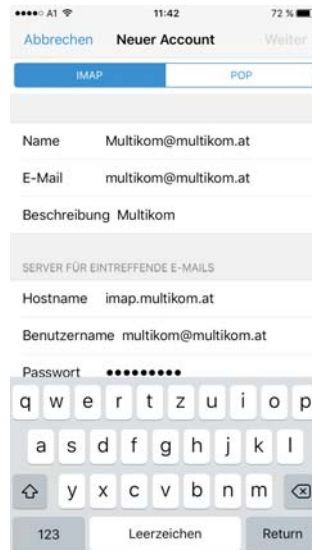 A1 11:42 72 %
Abbrechen Neuer Account Weiter
IMAP POP
Name Multikom@multikom.at
E-Mail multikom@multikom.at
Beschreibung Multikom
SERVER FÜR EINTREFFENDE E-MAILS
Hostname imap.multikom.at
Benutzername multikom@multikom.at
Passwort •••••••••
q w e r t z u i o p
a s d f g h j k l
y x c v b n m
123 Leerzeichen Return